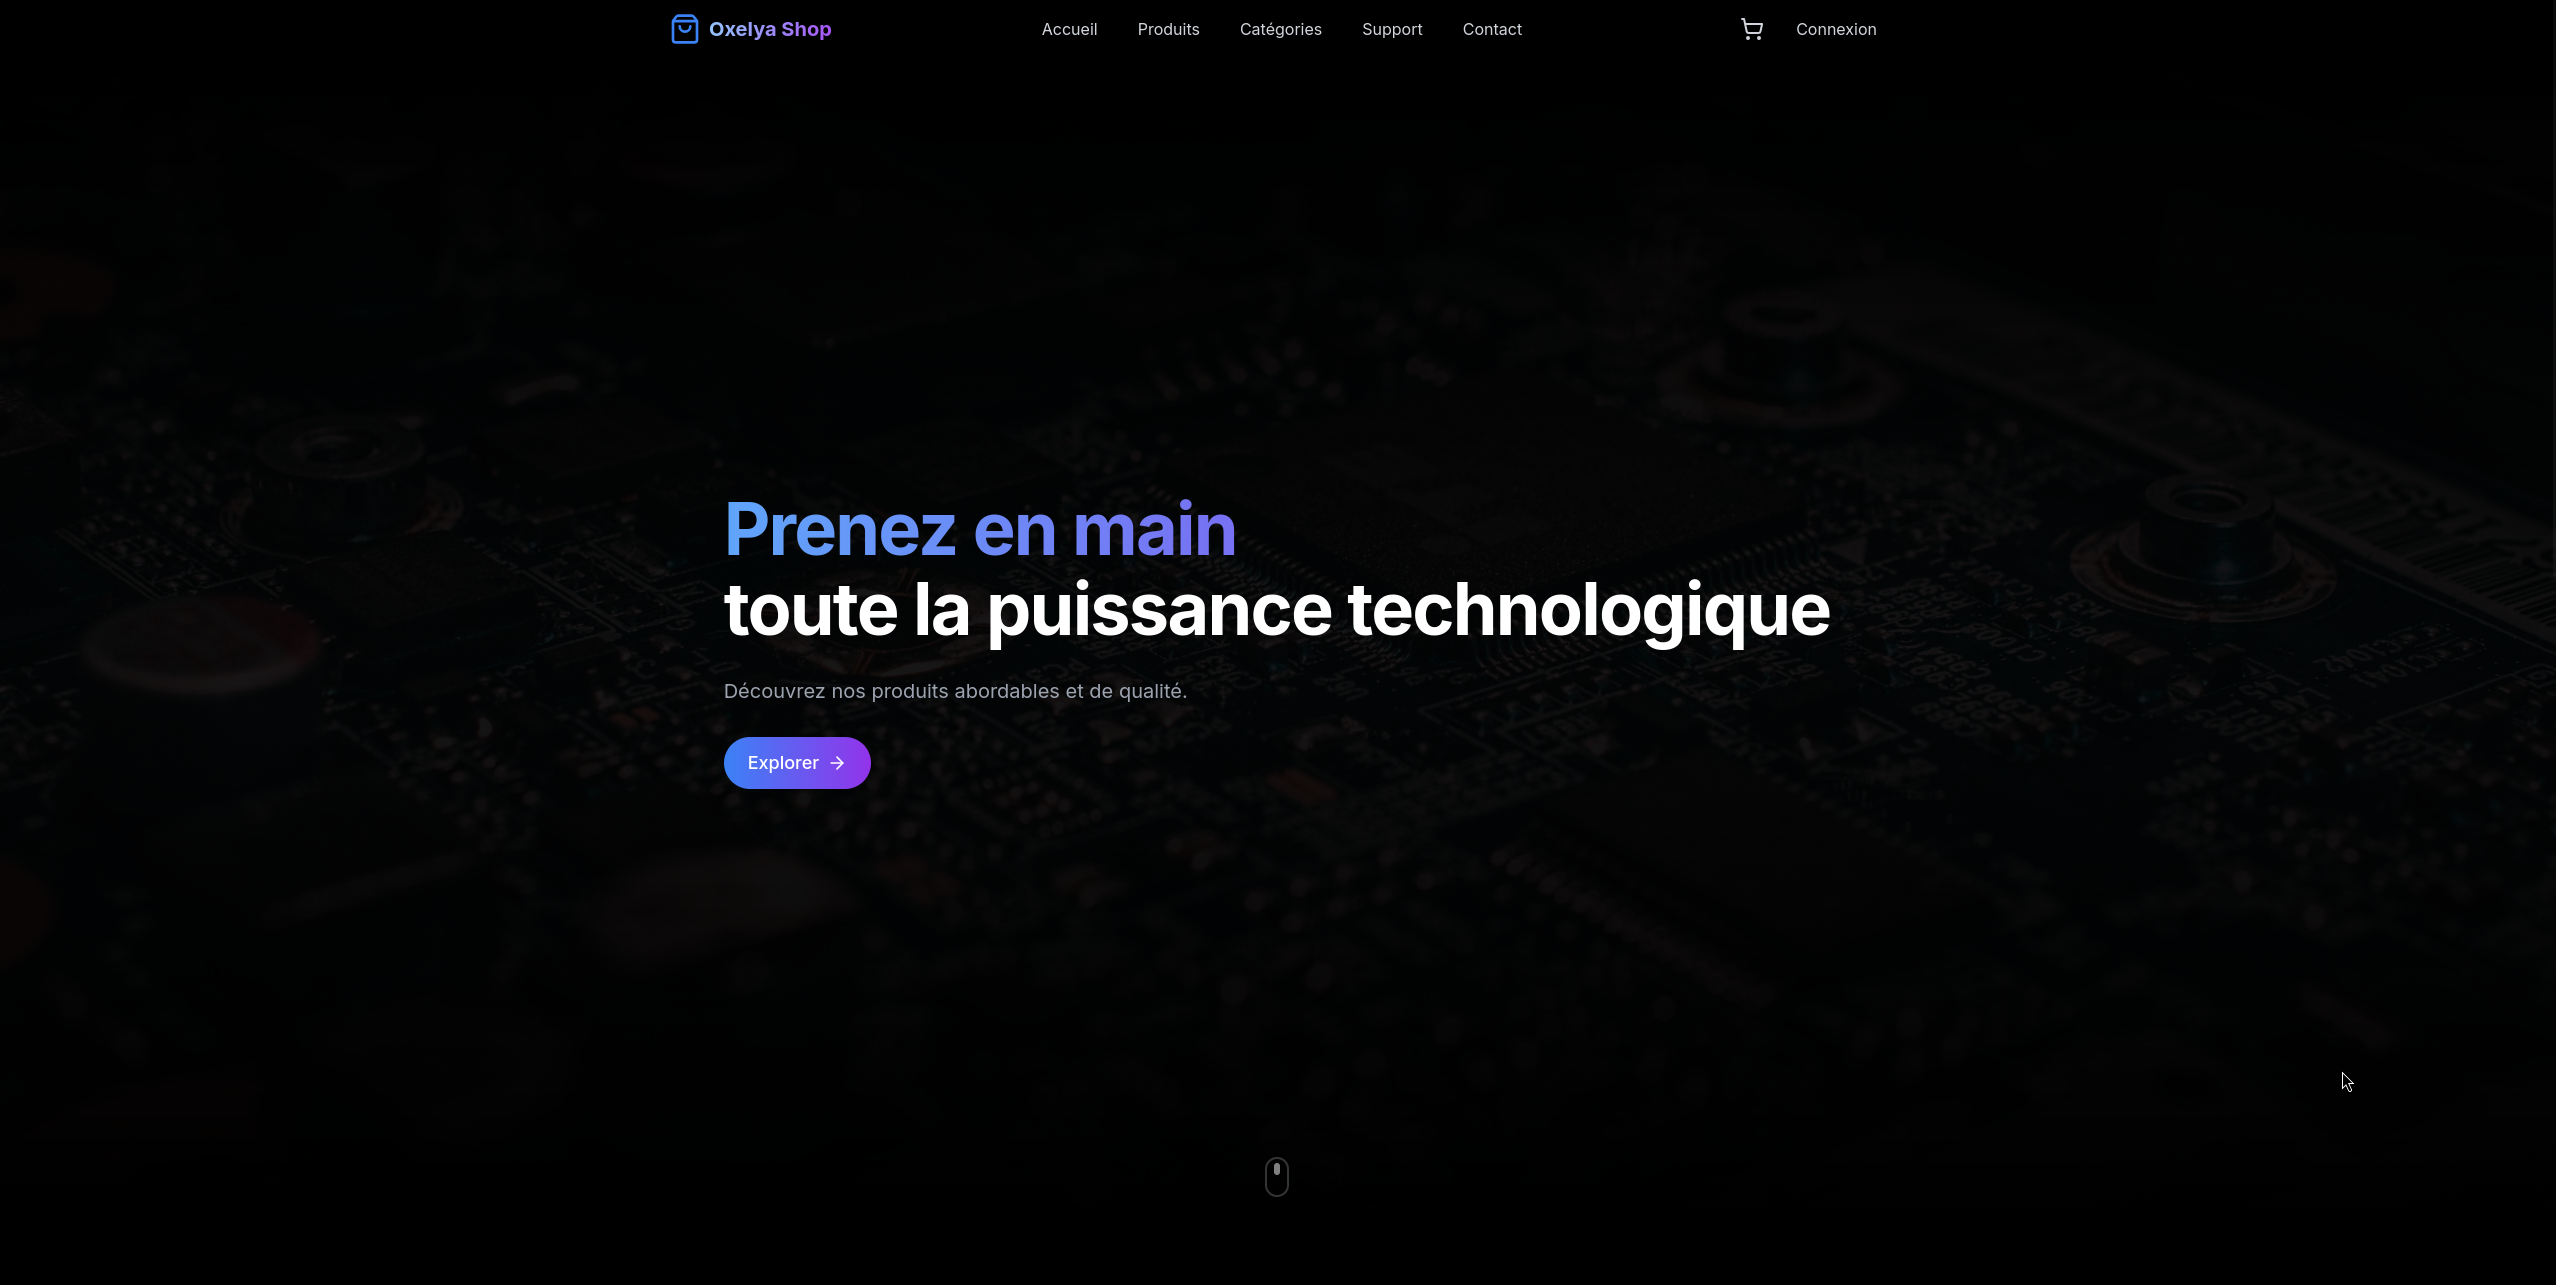 Oxelya Shop
Accueil
Produits
Catégories
Support
Contact
Connexion
Prenez en main
toute la puissance technologique
Découvrez nos produits abordables et de qualité.
Explorer